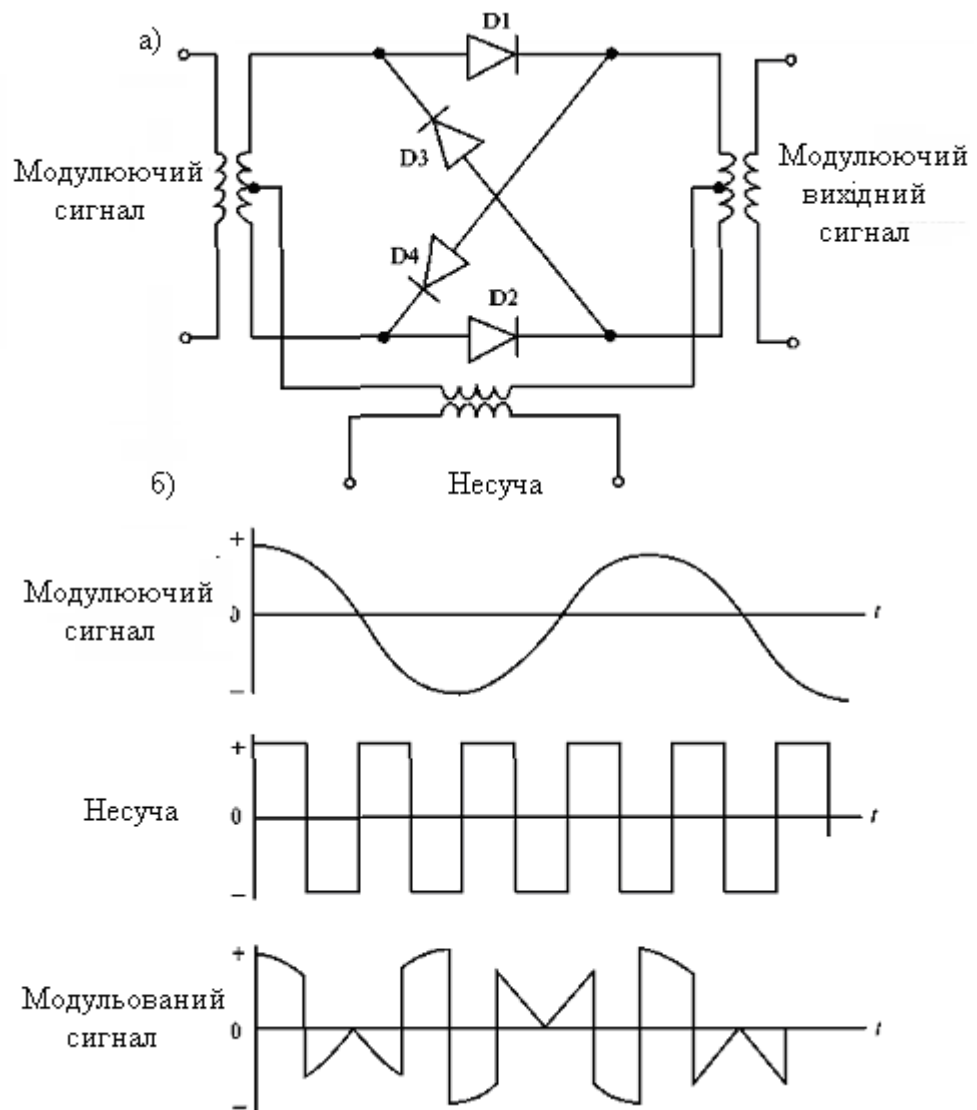 а)
D1
D3
D4
D2
Модулюючий
сигнал
Модулюючий
вихідний
сигнал
Несуча
б)
+
Модулюючий
сигнал
0
t
−
+
Несуча
0
t
−
+
Модульований
сигнал
0
t
−